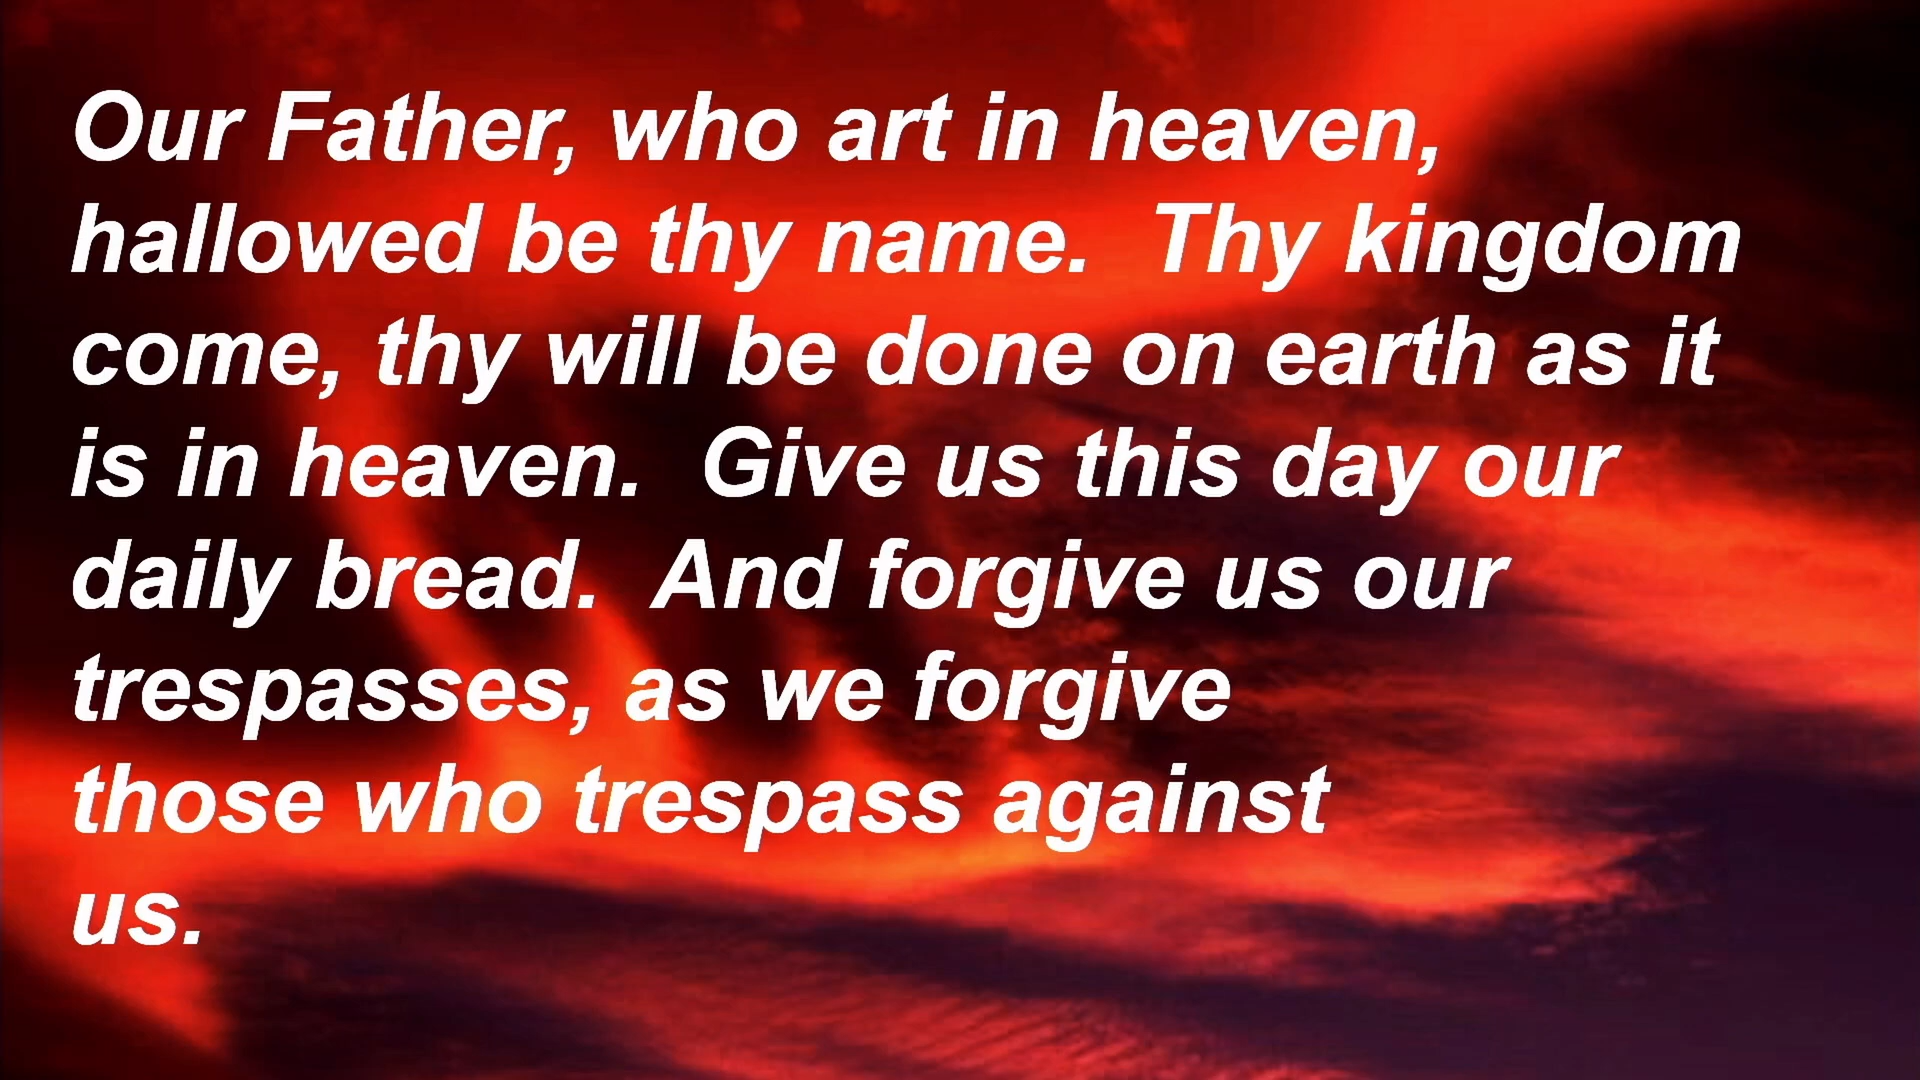 Our Father, who art in heaven,
hallowed be thy name.  Thy kingdom
come, thy will be done on earth as it
is in heaven.  Give us this day our
daily bread.  And forgive us our
trespasses, as we forgive
those who trespass against
us.